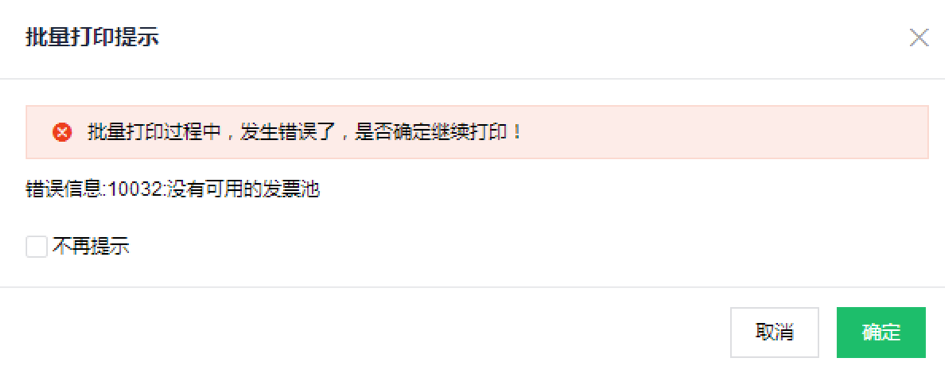 批量打印提示
批量打印过程中，发生错误了，是否确定继续打印！
错误信息:10032:没有可用的发票池
不再提示
取消
确定